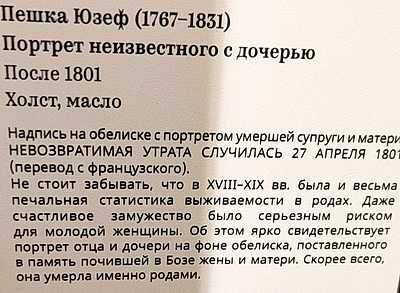 Пешка Юзеф (1767–1831)
Портрет неизвестного с дочерью
После 1801
Холст, масло
Надпись на обелиске с портретом умершей супруги и матери
НЕВОЗВРАТИМАЯ УТРАТА СЛУЧИЛАСЬ 27 АПРЕЛЯ 1801
(перевод с французского).
Не стоит забывать, что в XVIII–XIX вв. была и весьма
печальная статистика выживаемости в родах. Даже
счастливое замужество было серьезным риском
для молодой женщины. Об этом ярко свидетельствует
портрет отца и дочери на фоне обелиска, поставленного
в память почившей в Бозе жены и матери. Скорее всего,
она умерла именно родами.